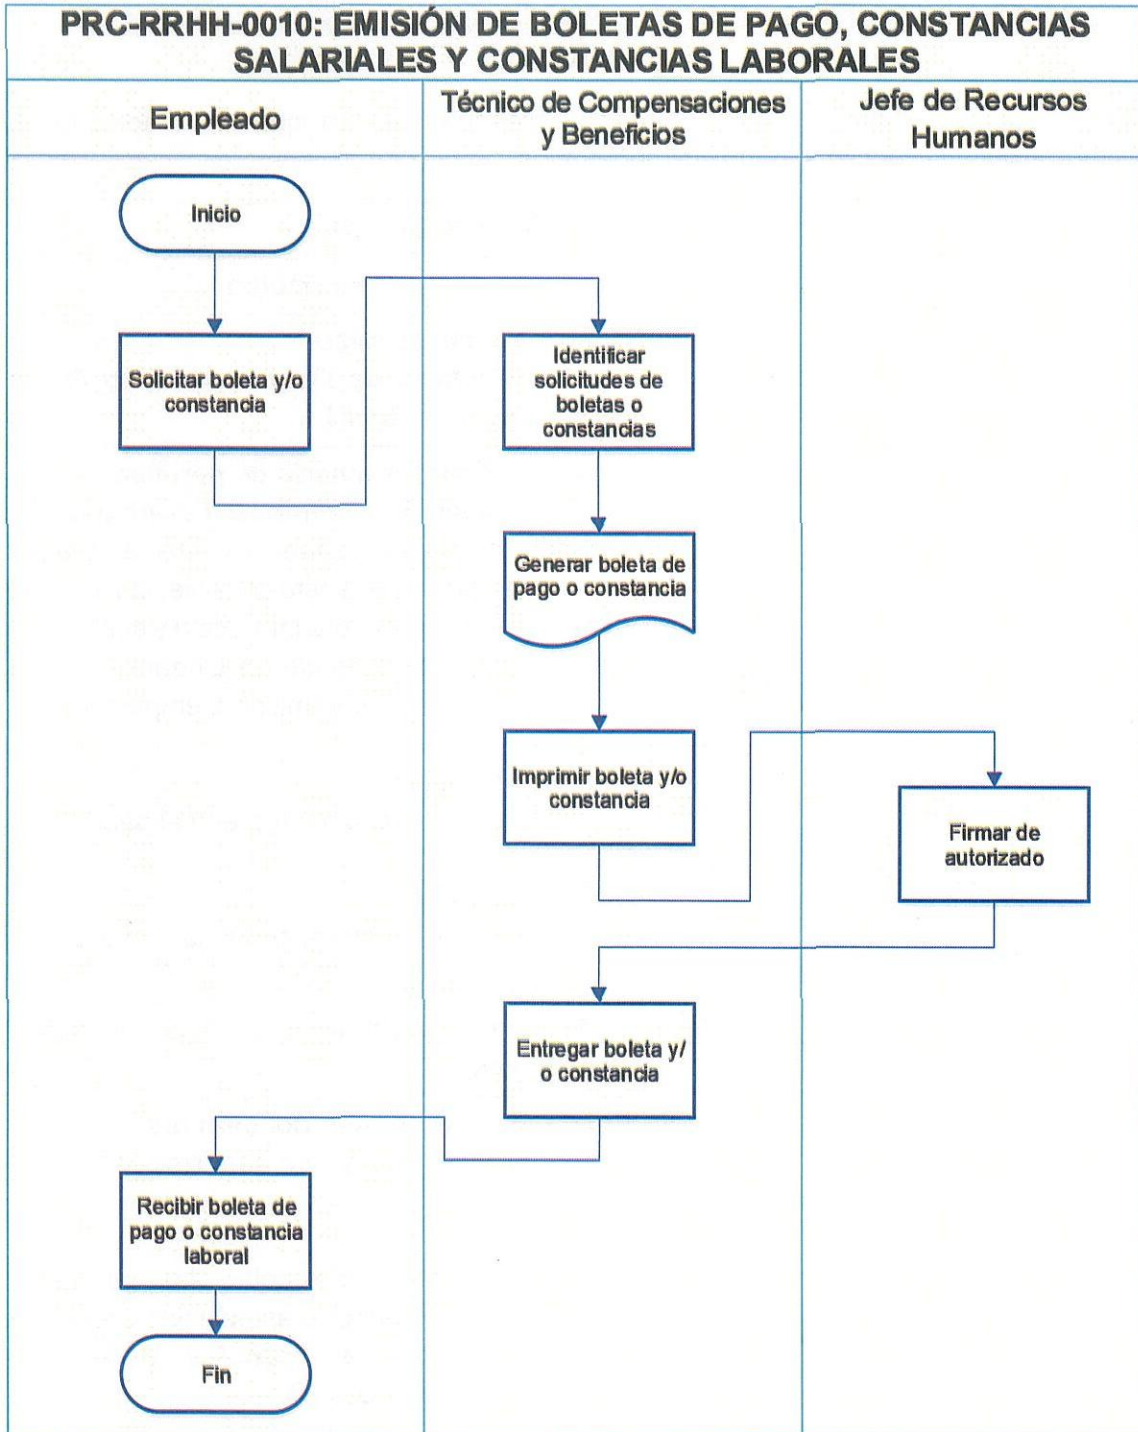 PRC-RRHH-0010: EMISIÓN DE BOLETAS DE PAGO, CONSTANCIAS
SALARIALES Y CONSTANCIAS LABORALES
Empleado
Técnico de Compensaciones
y Beneficios
Jefe de Recursos
Humanos
Inicio
Solicitar boleta y/o
constancia
Identificar
solicitudes de
boletas o
constancias
Generar boleta de
pago o constancia
Imprimir boleta y/o
constancia
Firmar de
autorizado
Entregar boleta y/
o constancia
Recibir boleta de
pago o constancia
laboral
Fin